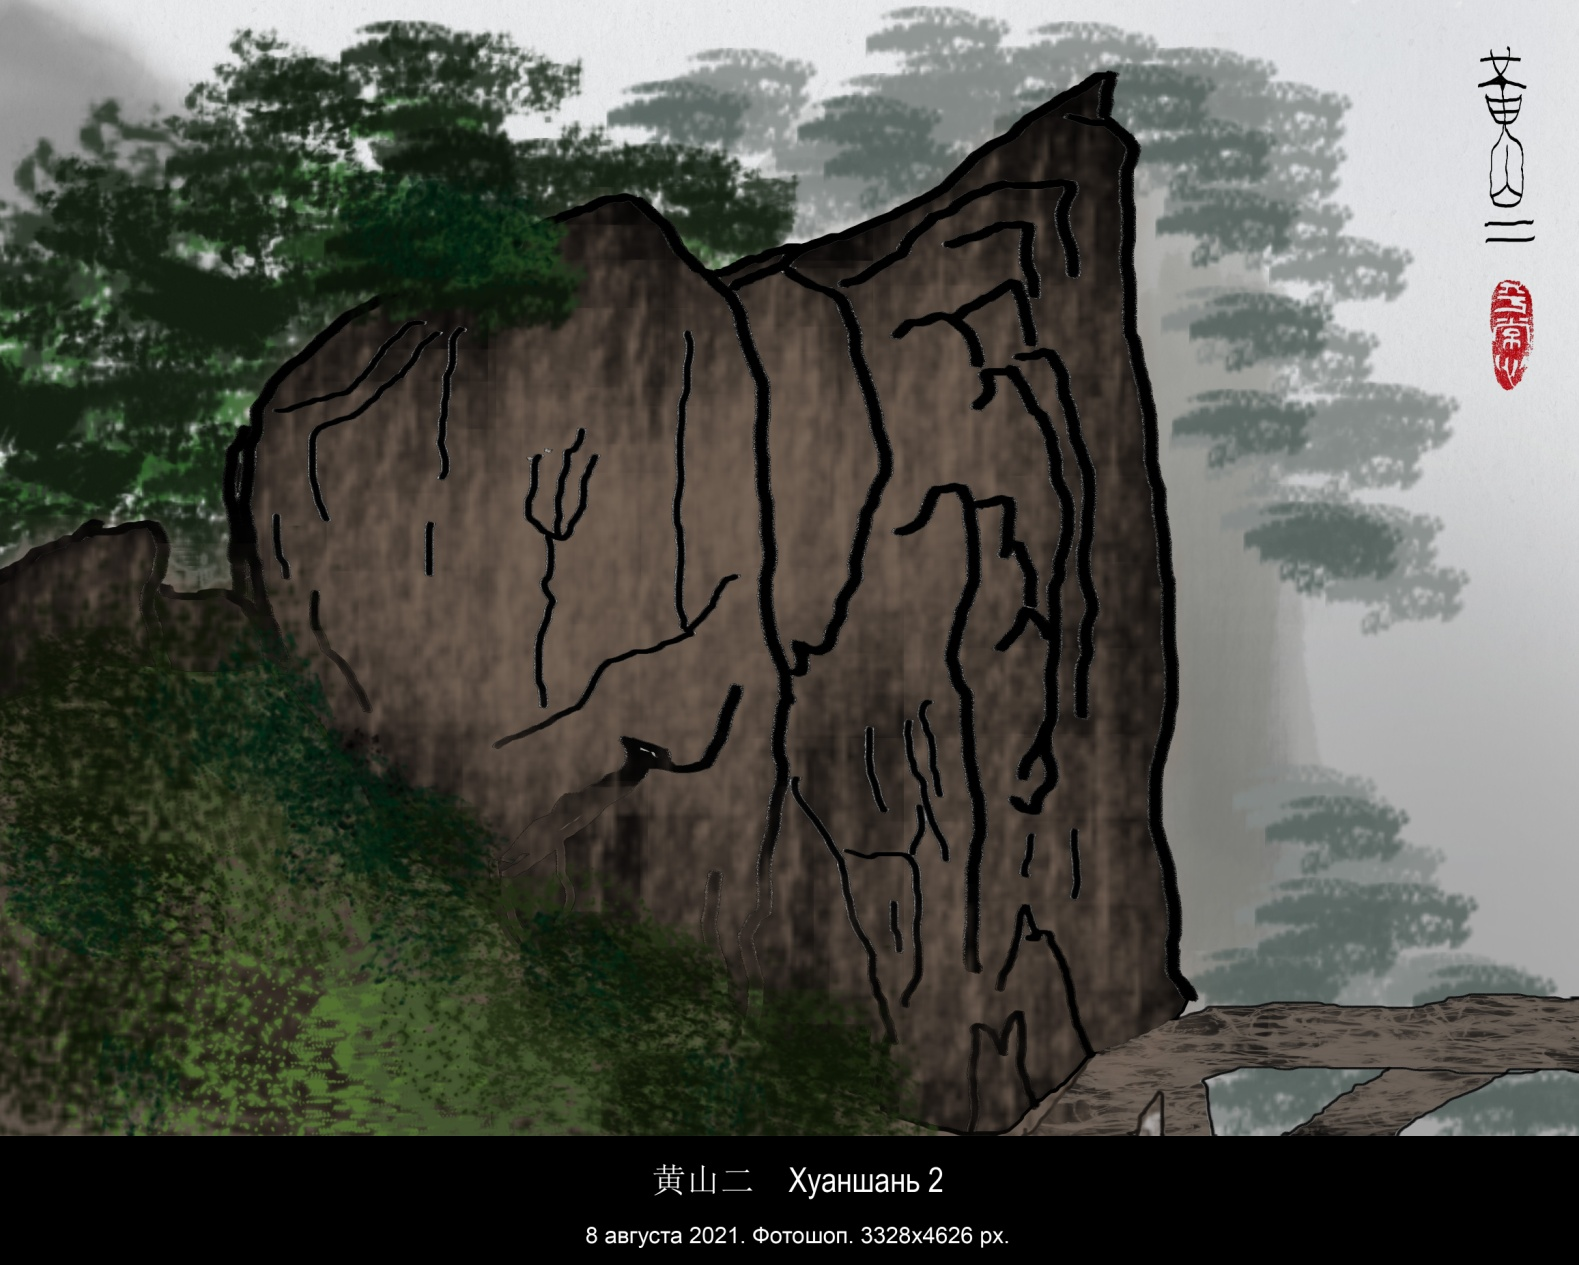 黄山二
黄山二 Хуаншань 2
8 августа 2021. Фотошоп. 3328x4626 px.